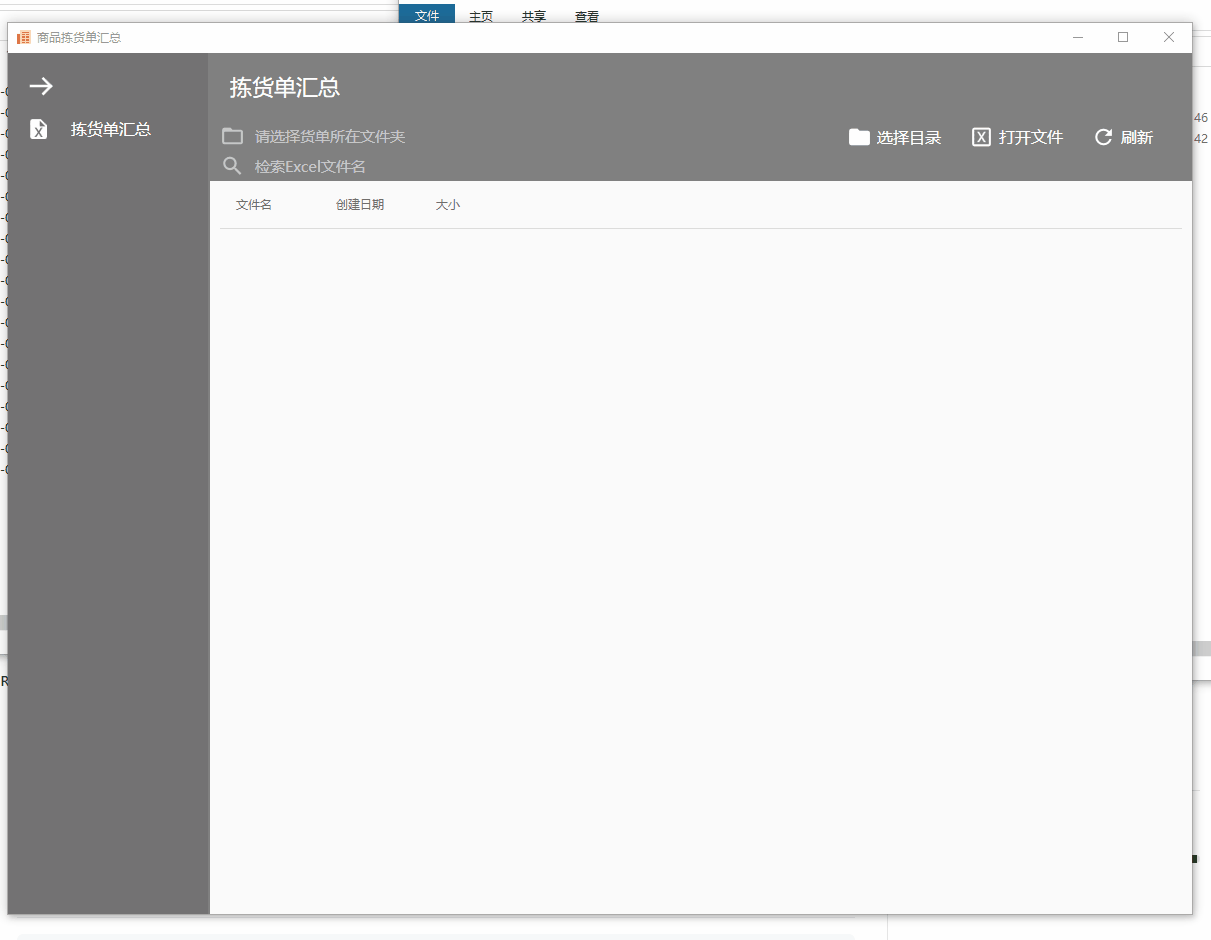 文件 主页 共享 查看
商品拣货单汇总
拣货单汇总
拣货单汇总
请选择货单所在文件夹 选择目录 打开文件 刷新
检索Excel文件名
文件名 创建日期 大小
46
42
R